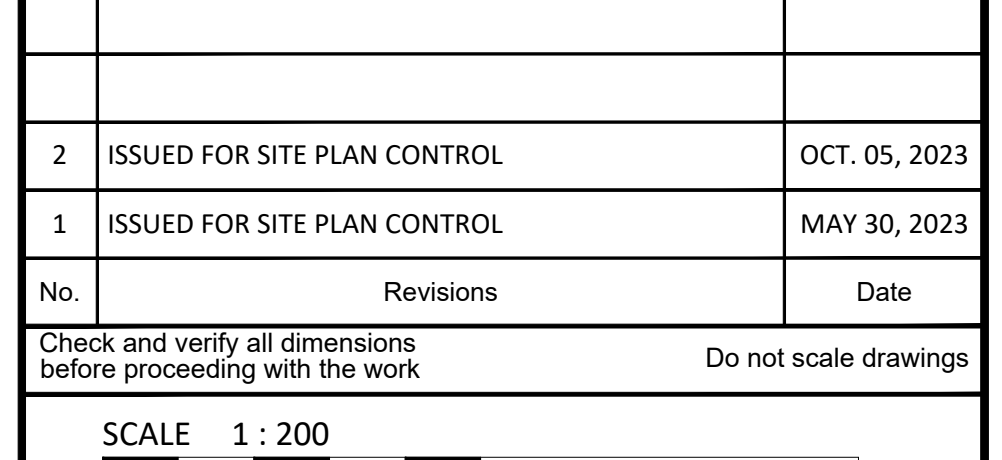 2 ISSUED FOR SITE PLAN CONTROL OCT. 05, 2023
1 ISSUED FOR SITE PLAN CONTROL MAY 30, 2023
No. Revisions Date
Check and verify all dimensions
before proceeding with the work
Do not scale drawings
SCALE 1 : 200